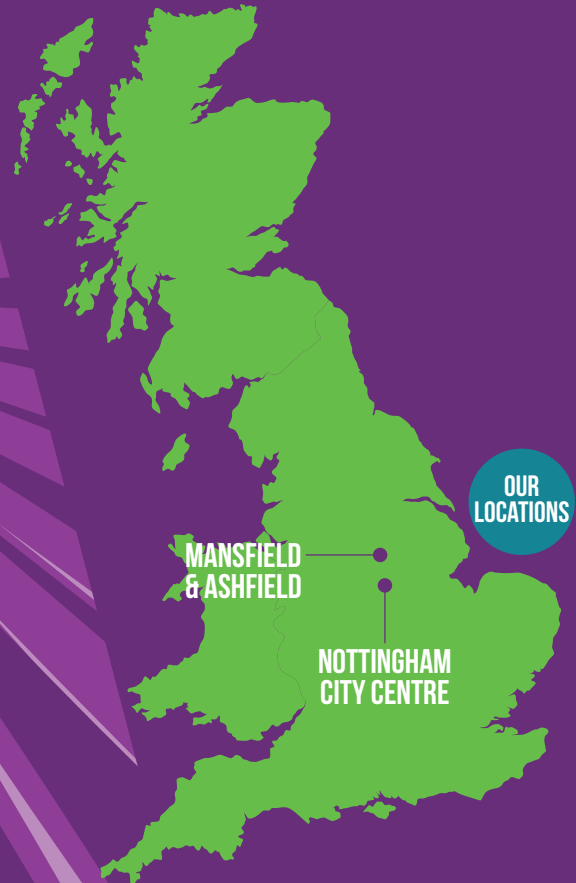 OUR
LOCATIONS
MANSFIELD
& ASHFIELD
NOTTINGHAM
CITY CENTRE